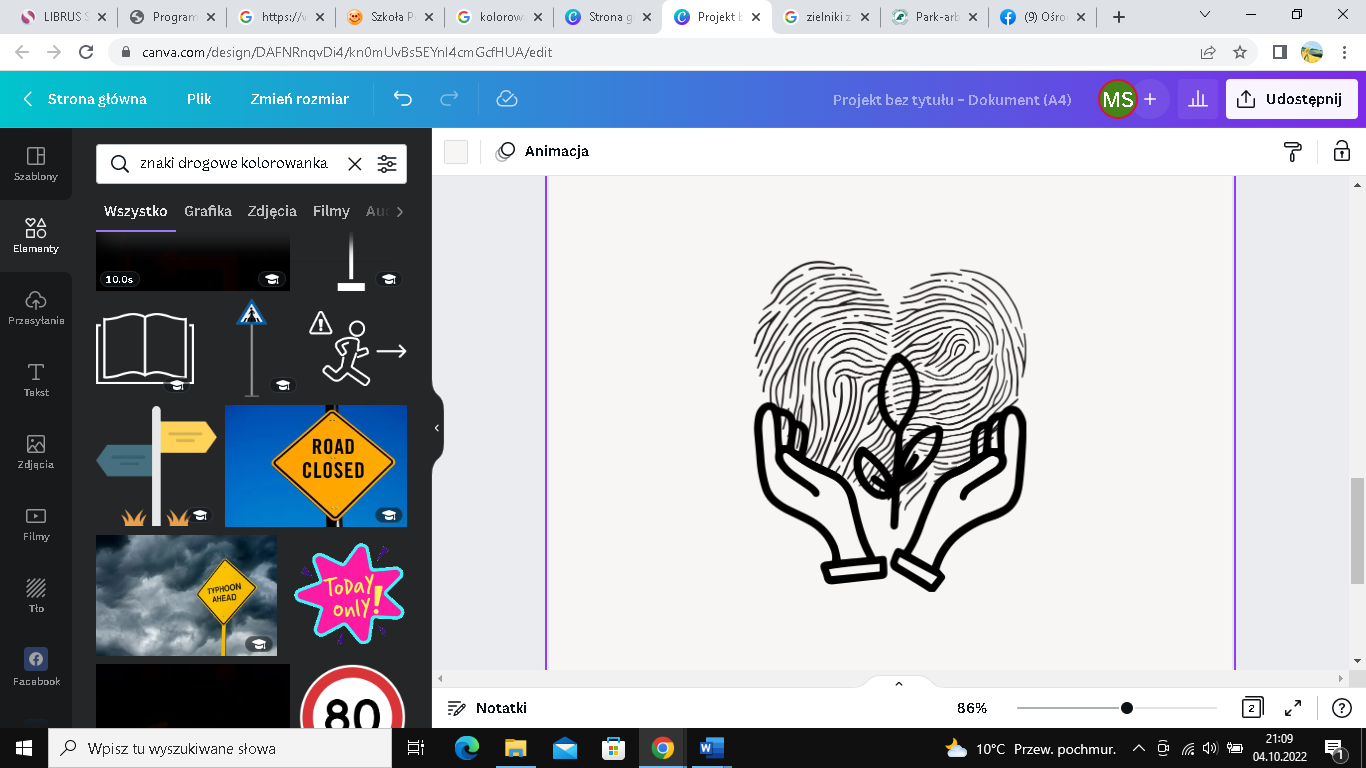 LIBRUS S
Program
https://v
Szkoła P
kolorow
Strona g
Projekt b
zielniki z
Park-arb
(9) Ośro
canva.com/design/DAFNRnqvDi4/kn0mUvBs5EYnl4cmGcfHUA/edit
Strona główna
Plik
Zmień rozmiar
Projekt bez tytułu – Dokument (A4)
MS
Udostępnij
Szablony
Elementy
Przesyłanie
Tekst
Zdjęcia
Filmy
Tło
Facebook
znaki drogowe kolorowanka
Wszystko Grafika Zdjęcia Filmy Au
10.0s
ROAD
CLOSED
TYPHOON
AHEAD
Today
only!
80
Animacja
Notatki
86%
2
Wpisz tu wyszukiwane słowa
10°C Przew. pochmur.
21:09
04.10.2022
1